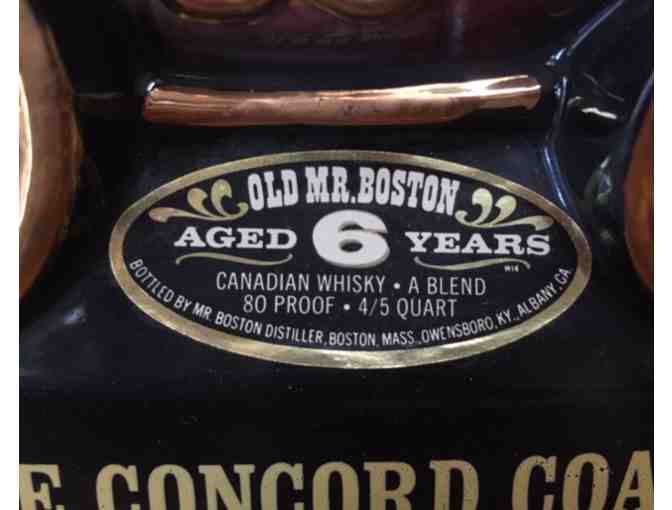 OLD MR. BOSTON
AGED 6 YEARS
CANADIAN WHISKY • A BLEND
80 PROOF • 4/5 QUART
BOTTLED BY MR. BOSTON DISTILLER, BOSTON, MASS., OWENSBORO, KY., ALBANY, GA
E CONCORD COA